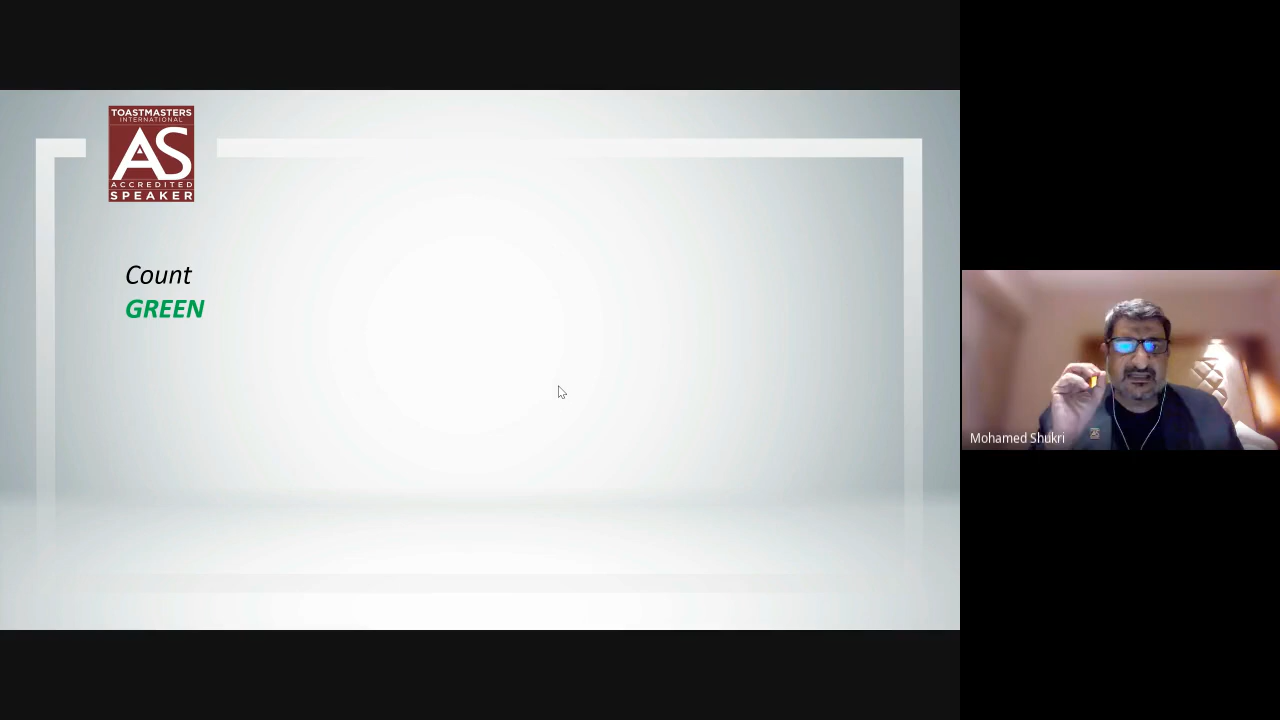 TOASTMASTERS
INTERNATIONAL
AS
ACCREDITED
SPEAKER
Count
GREEN
Mohamed Shukri